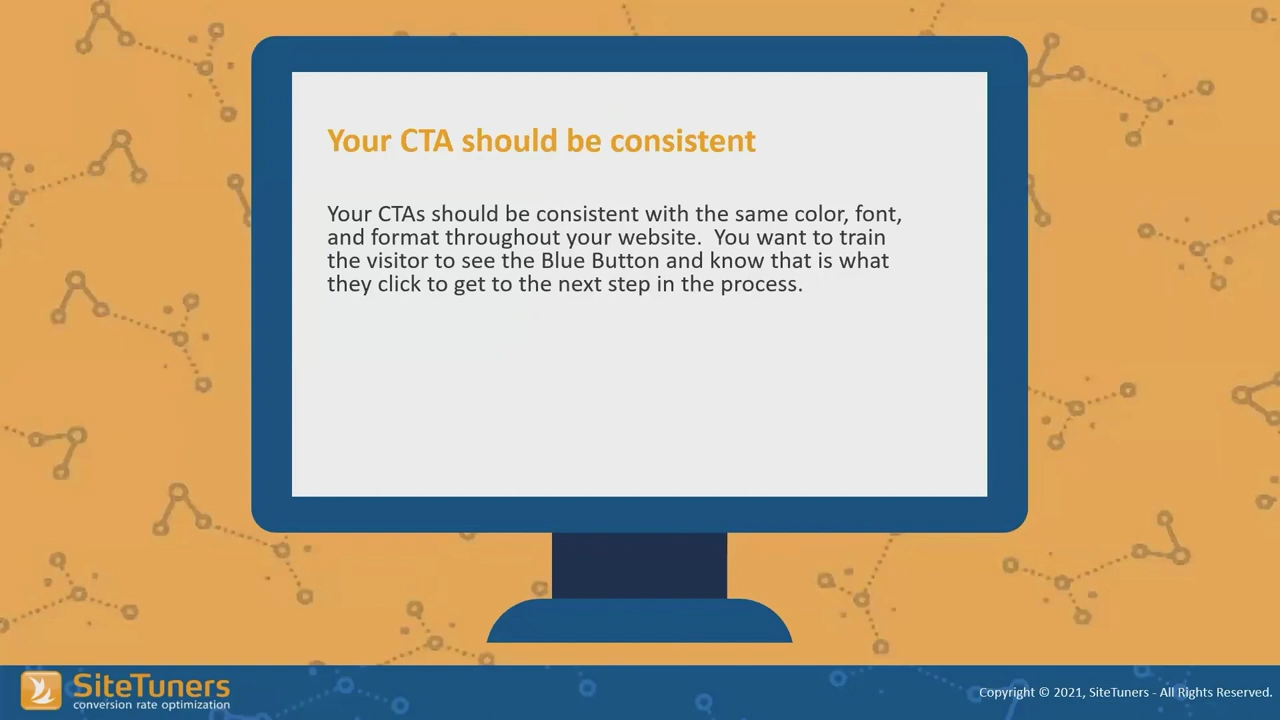 Your CTA should be consistent
Your CTAs should be consistent with the same color, font,
and format throughout your website.  You want to train
the visitor to see the Blue Button and know that is what
they click to get to the next step in the process.
SiteTuners
conversion rate optimization
Copyright © 2021, SiteTuners - All Rights Reserved.